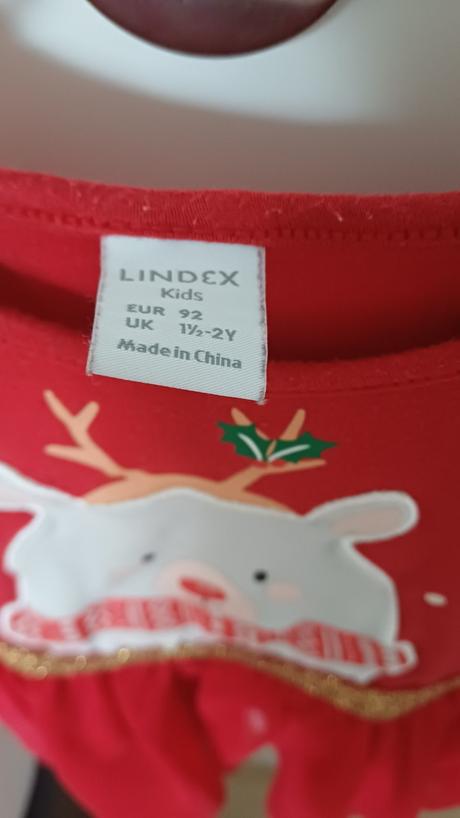 LINDEX
Kids
EUR 92
UK 1½-2Y
Made in China